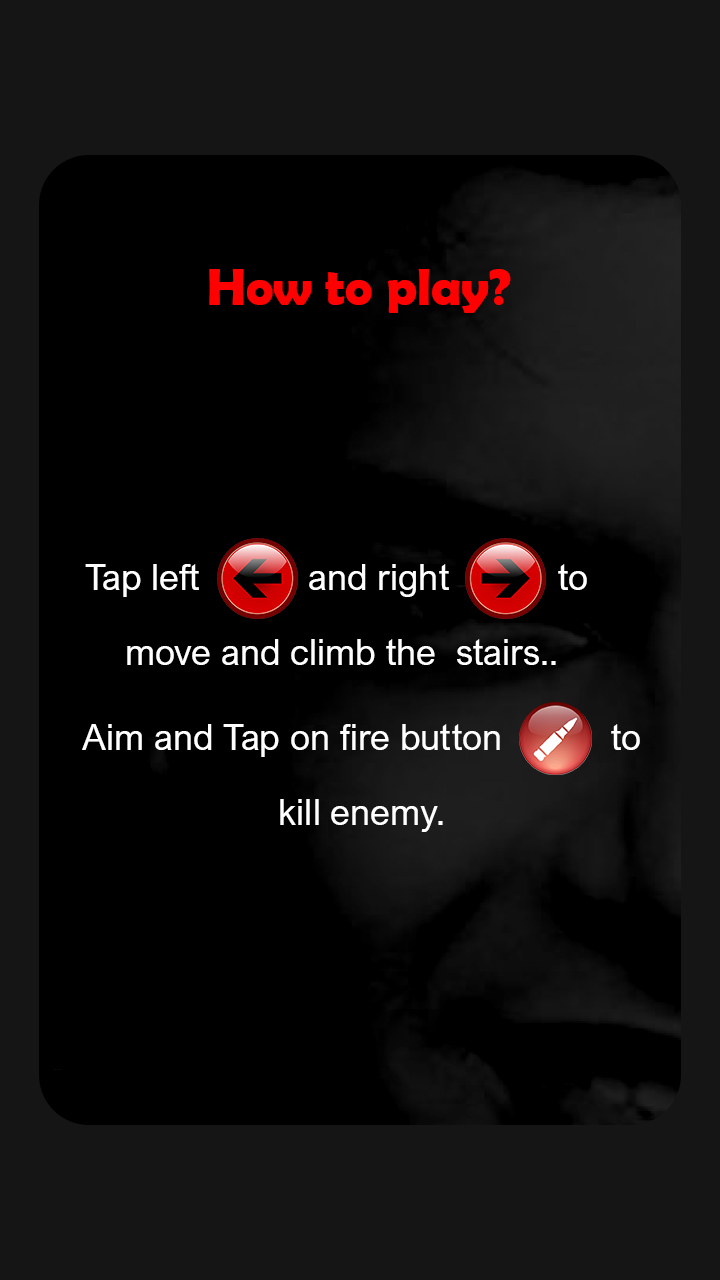 How to play?
Tap left and right to
move and climb the  stairs..
Aim and Tap on fire button to
kill enemy.